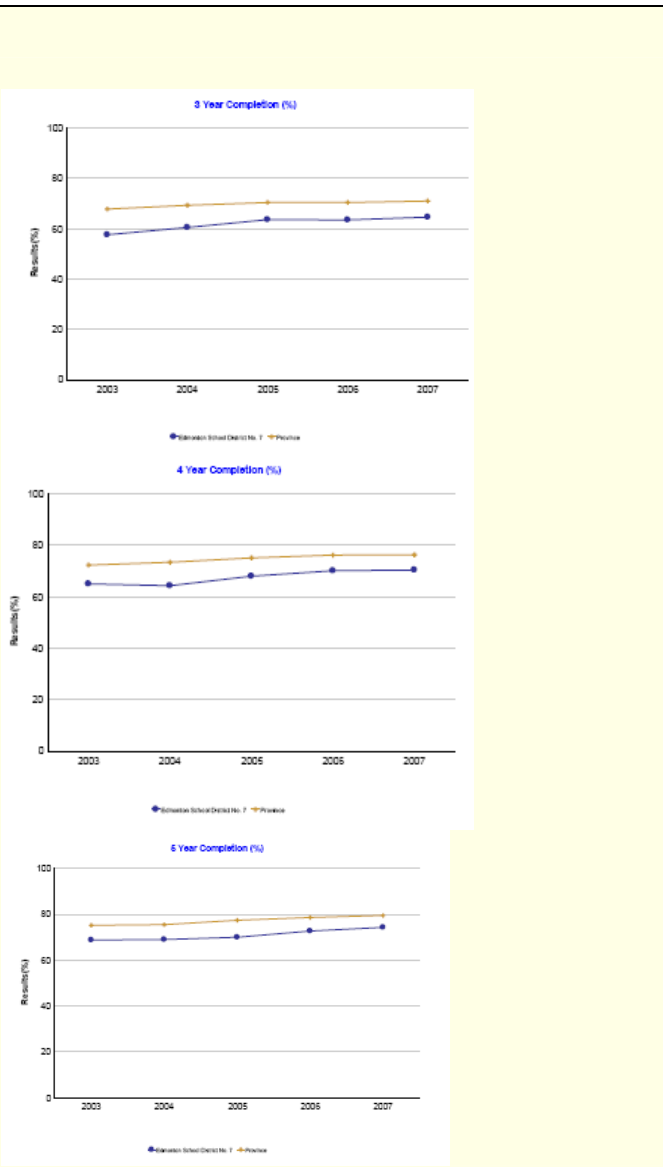 3 Year Completion (%)
100
80
60
40
20
0
Results(%)
2003 2004 2005 2006 2007
Edmonton School District No. 7 Province
4 Year Completion (%)
100
80
60
40
20
0
Results(%)
2003 2004 2005 2006 2007
Edmonton School District No. 7 Province
5 Year Completion (%)
100
80
60
40
20
0
Results(%)
2003 2004 2005 2006 2007
Edmonton School District No. 7 Province